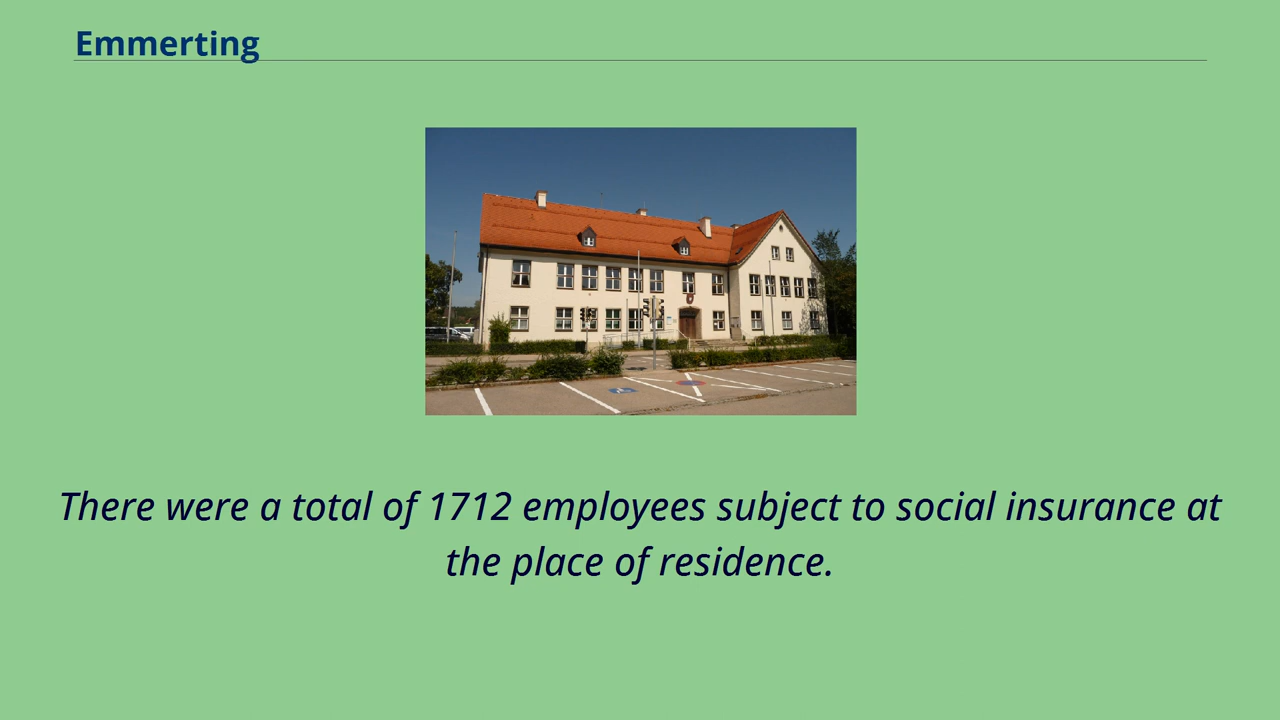 Emmerting
There were a total of 1712 employees subject to social insurance at
the place of residence.